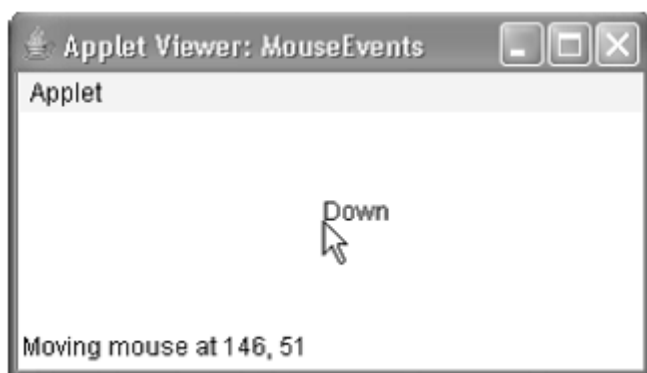 Applet Viewer: MouseEvents
Applet
Down
Moving mouse at 146, 51